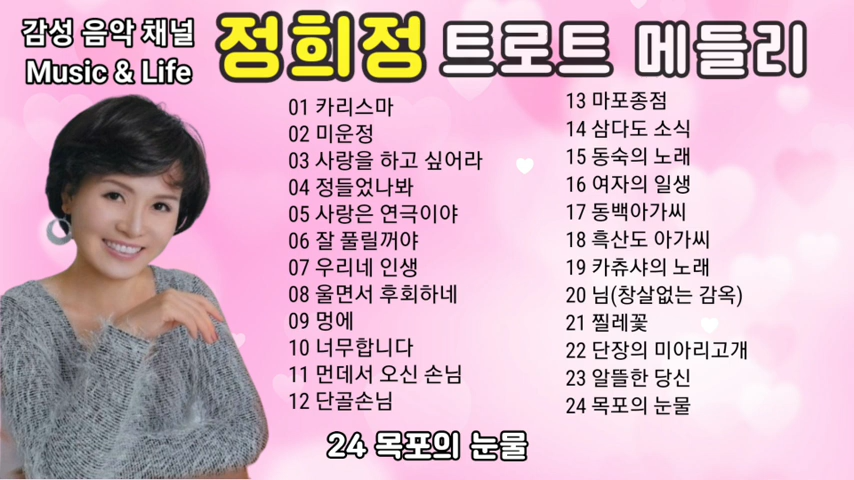 감성 음악 채널
Music & Life
정희정 트로트 메들리
01 카리스마
02 미운정
03 사랑을 하고 싶어라
04 정들었나봐
05 사랑은 연극이야
06 잘 풀릴꺼야
07 우리네 인생
08 울면서 후회하네
09 멍에
10 너무합니다
11 먼데서 오신 손님
12 단골손님
13 마포종점
14 삼다도 소식
15 동숙의 노래
16 여자의 일생
17 동백아가씨
18 흑산도 아가씨
19 카츄샤의 노래
20 님(창살없는 감옥)
21 찔레꽃
22 단장의 미아리고개
23 알뜰한 당신
24 목포의 눈물
24 목포의 눈물